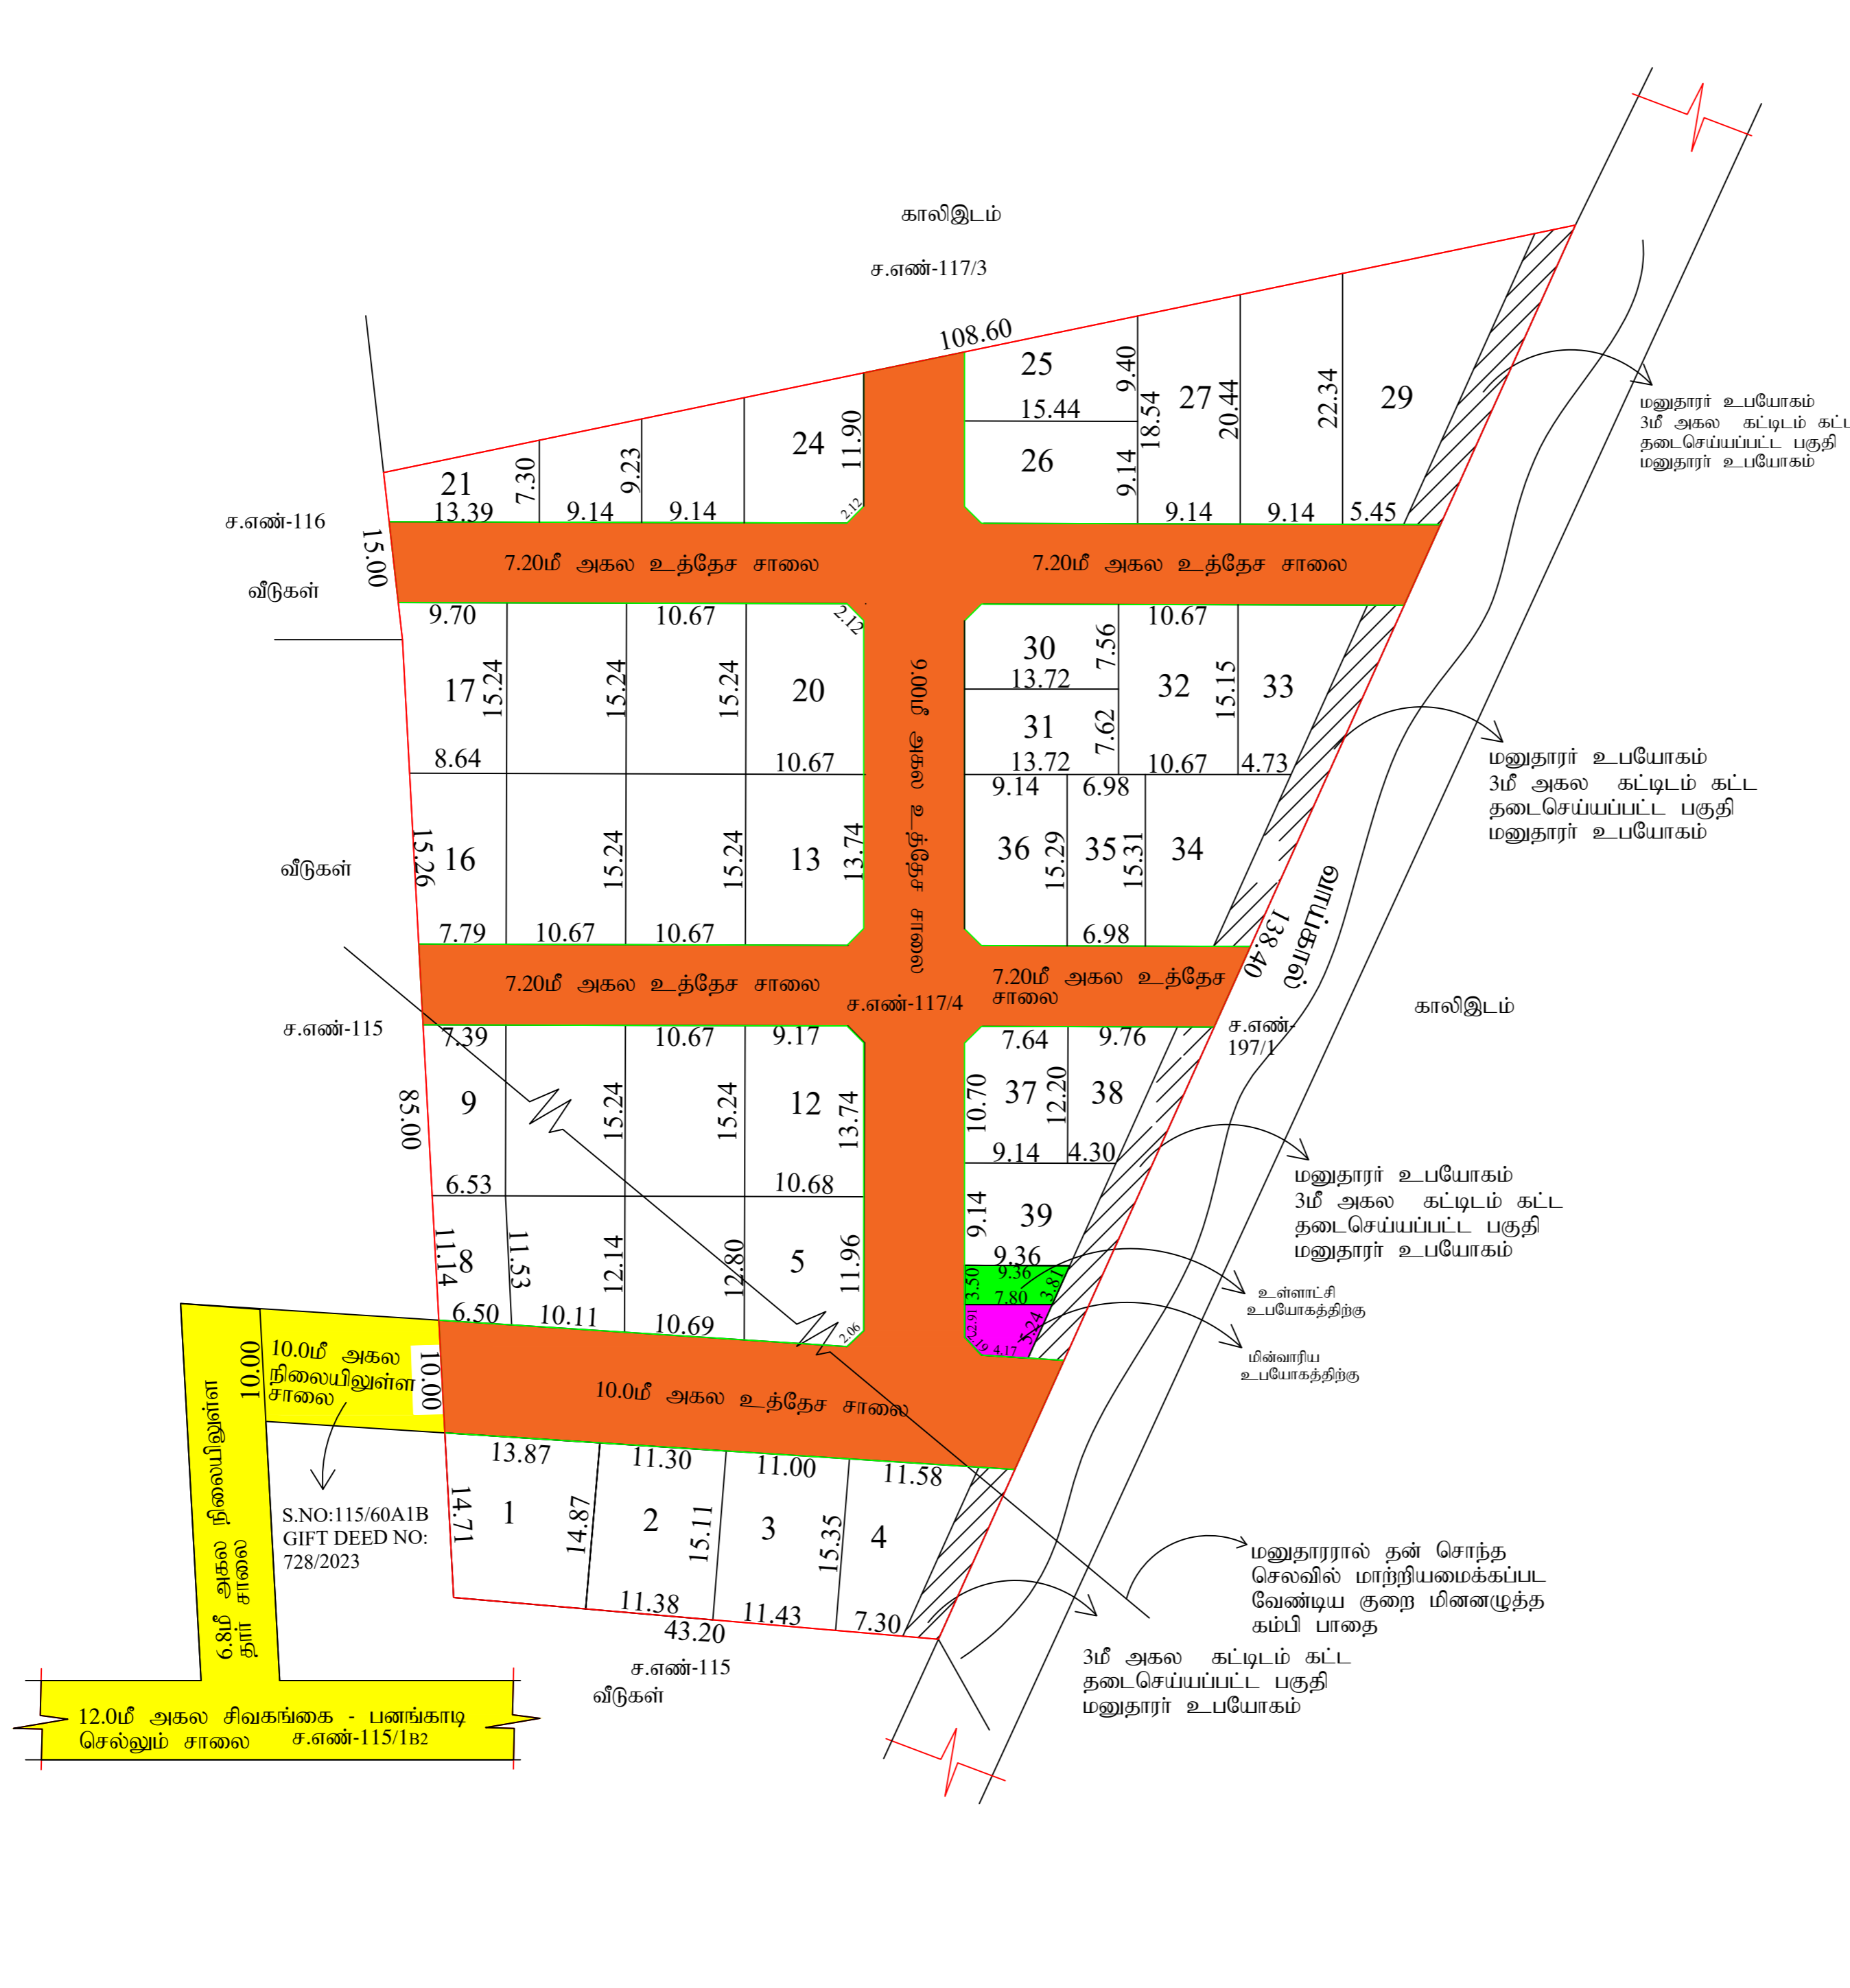 காலிஇடம்
ச.எண்-117/3
108.60
25
9.40
15.44
18.54
27
20.44
22.34
29
24
11.90
26
9.14
9.23
7.30
21
13.39
9.14
9.14
2.12
9.14
9.14
5.45
மனுதாரர் உபயோகம்
3மீ அகல கட்டிடம் கட்ட
தடைசெய்யப்பட்ட பகுதி
மனுதாரர் உபயோகம்
ச.எண்-116
15.00
வீடுகள்
7.20மீ அகல உத்தேச சாலை
7.20மீ அகல உத்தேச சாலை
9.70
10.67
2.12
10.67
30
7.56
13.72
17
15.24
15.24
15.24
20
32
15.15
33
31
7.62
8.64
10.67
13.72
10.67
4.73
9.00மீ அகல உத்தேச சாலை
மனுதாரர் உபயோகம்
3மீ அகல கட்டிடம் கட்ட
தடைசெய்யப்பட்ட பகுதி
மனுதாரர் உபயோகம்
9.14
6.98
வீடுகள்
15.26
16
15.24
15.24
13
13.74
36
15.29
35
15.31
34
7.79
10.67
10.67
6.98
138.40
வாய்கால்
காலிஇடம்
7.20மீ அகல உத்தேச சாலை
7.20மீ அகல உத்தேச
சாலை
ச.எண்-117/4
ச.எண்-115
ச.எண்-
197/1
7.39
10.67
9.17
7.64
9.76
85.00
9
15.24
15.24
12
13.74
10.70
37
12.20
38
9.14
4.30
6.53
10.68
மனுதாரர் உபயோகம்
3மீ அகல கட்டிடம் கட்ட
தடைசெய்யப்பட்ட பகுதி
மனுதாரர் உபயோகம்
9.14
39
9.36
11.14
8
11.53
12.14
12.80
5
11.96
9.36
3.50
3.81
7.80
உள்ளாட்சி
உபயோகத்திற்கு
6.50
10.11
10.69
2.06
2.91
5.24
2.19
4.17
மின்வாரிய
உபயோகத்திற்கு
10.00
10.0மீ அகல
நிலையிலுள்ள
சாலை
10.00
10.0மீ அகல உத்தேச சாலை
6.8மீ அகல நிலையிலுள்ள
தார் சாலை
13.87
11.30
11.00
11.58
14.71
1
14.87
2
15.11
3
15.35
4
S.NO:115/60A1B
GIFT DEED NO:
728/2023
11.38
11.43
7.30
43.20
ச.எண்-115
வீடுகள்
மனுதாரரால் தன் சொந்த
செலவில் மாற்றியமைக்கப்பட
வேண்டிய குறை மினனழுத்த
கம்பி பாதை
3மீ அகல கட்டிடம் கட்ட
தடைசெய்யப்பட்ட பகுதி
மனுதாரர் உபயோகம்
12.0மீ அகல சிவகங்கை - பனங்காடி
செல்லும் சாலை ச.எண்-115/1B2